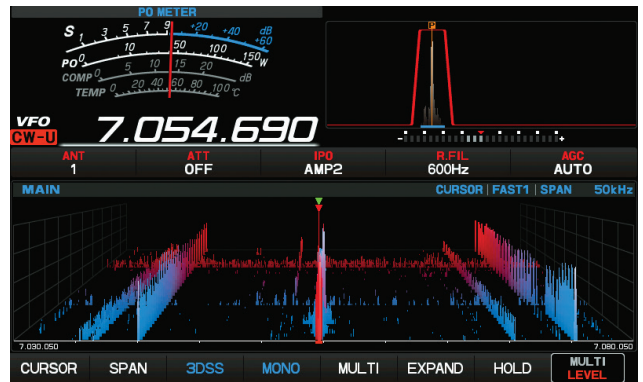 PO METER
S 1 3 5 7 9 +20 +40 +60 dB
PO 0 10 50 100 150 W
COMP 0 5 10 15 20 dB
TEMP 0 20 40 60 80 100 °C
P
VFO
CW-U 7.054.690
- +
ANT ATT IPO R.FIL AGC
1 OFF AMP2 600Hz AUTO
MAIN CURSOR | FAST1 | SPAN 50kHz
7.030.050 7.080.050
CURSOR SPAN 3DSS MONO MULTI EXPAND HOLD MULTI
LEVEL